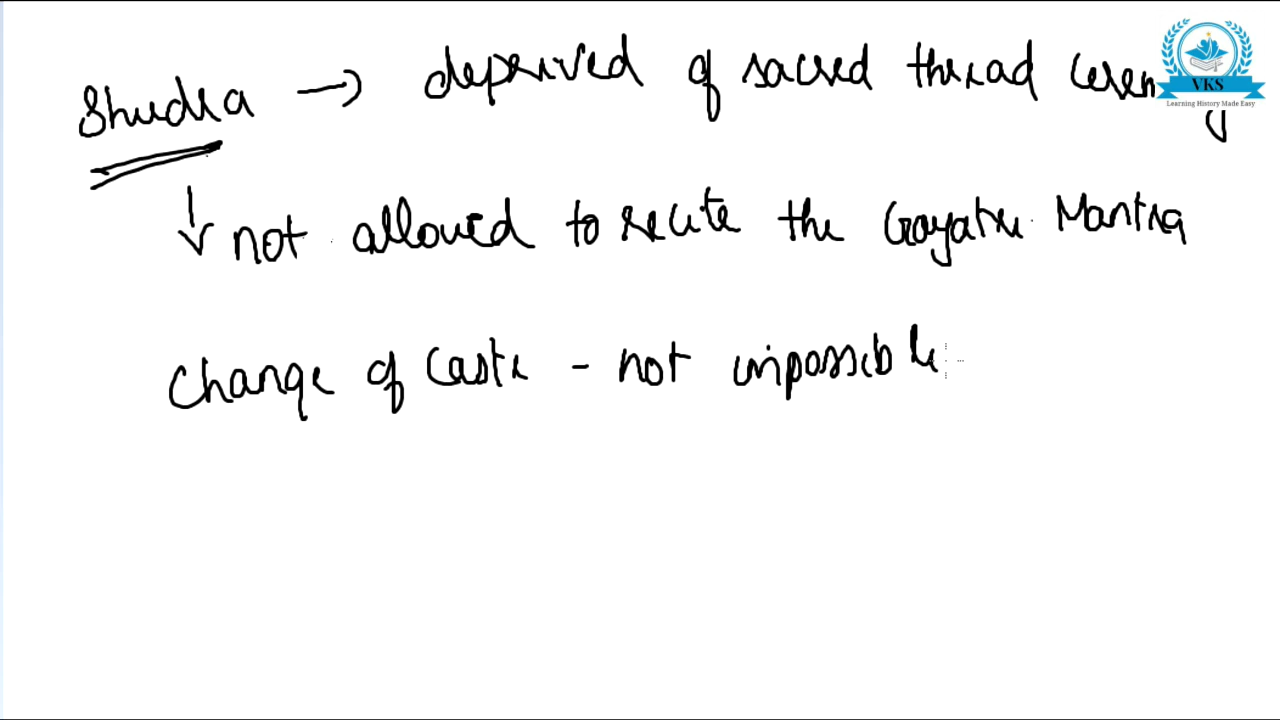 Shudra → deprived of sacred thread
VKS
Learning History Made Easy
↓ not allowed to recite the Gayatri Mantra
Change of Caste - not impossible